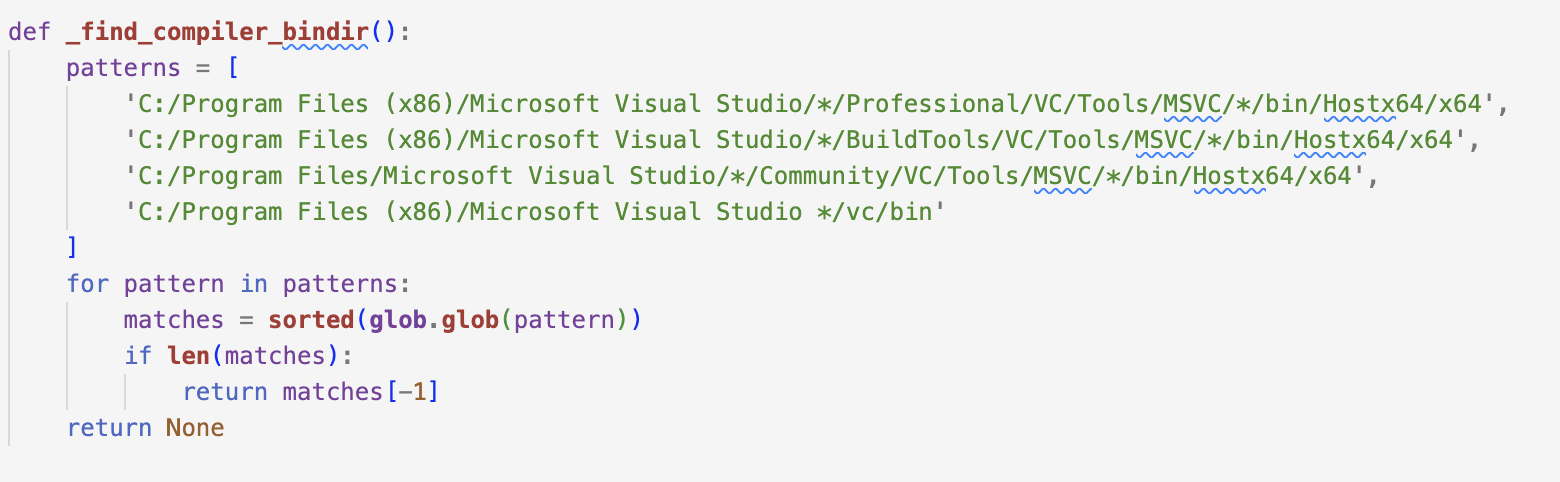 def _find_compiler_bindir():
    patterns = [
        'C:/Program Files (x86)/Microsoft Visual Studio/*/Professional/VC/Tools/MSVC/*/bin/Hostx64/x64',
        'C:/Program Files (x86)/Microsoft Visual Studio/*/BuildTools/VC/Tools/MSVC/*/bin/Hostx64/x64',
        'C:/Program Files/Microsoft Visual Studio/*/Community/VC/Tools/MSVC/*/bin/Hostx64/x64',
        'C:/Program Files (x86)/Microsoft Visual Studio */vc/bin'
    ]
    for pattern in patterns:
        matches = sorted(glob.glob(pattern))
        if len(matches):
            return matches[-1]
    return None